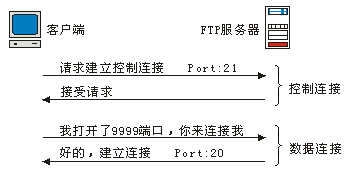 客户端
FTP服务器
请求建立控制连接 Port:21
接受请求
控制连接
我打开了9999端口，你来连接我
好的，建立连接 Port:20
数据连接